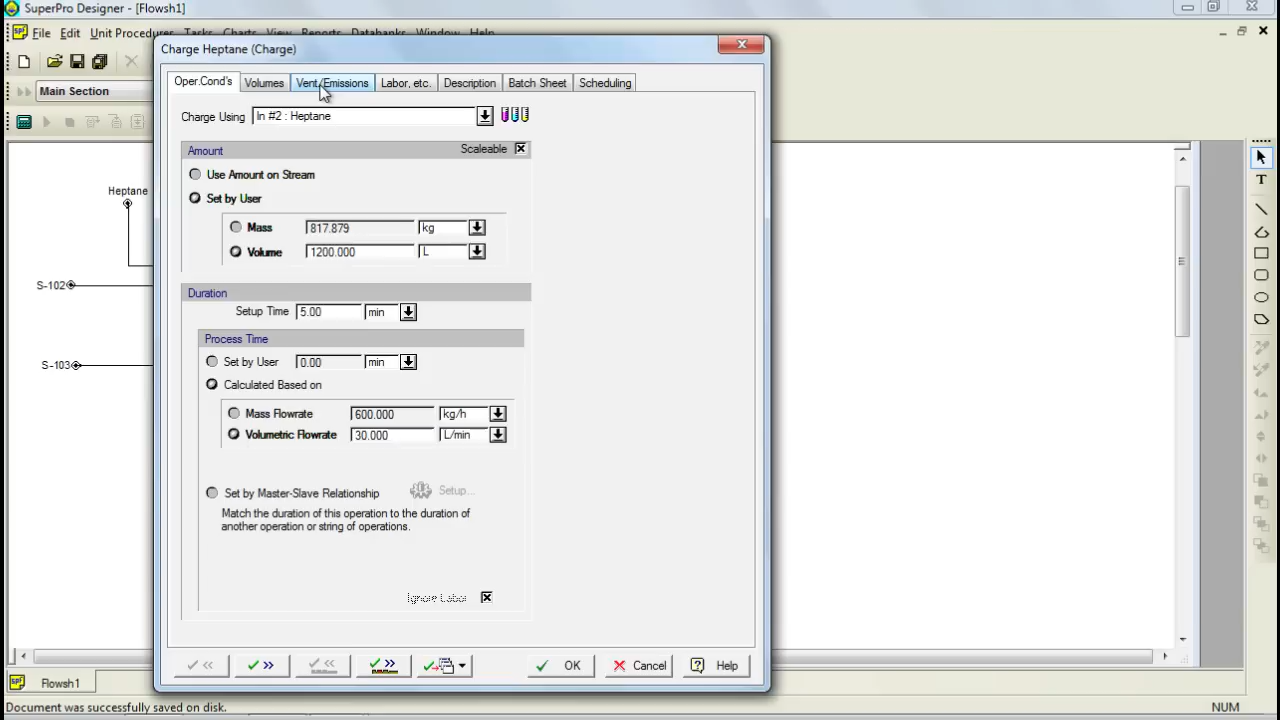 SuperPro Designer - [Flowsh1]
File Edit Unit Procedures Tasks Charts View Reports Databanks Window Help
Main Section
Charge Heptane (Charge)
Oper.Cond's Volumes Vent./Emissions Labor, etc. Description Batch Sheet Scheduling
Charge Using In #2 : Heptane
Amount Scaleable
Use Amount on Stream
Set by User
Mass 817.879 kg
Volume 1200.000 L
Duration
Setup Time 5.00 min
Process Time
Set by User 0.00 min
Calculated Based on
Mass Flowrate 600.000 kg/h
Volumetric Flowrate 30.000 L/min
Set by Master-Slave Relationship Setup...
Match the duration of this operation to the duration of
another operation or string of operations.
Ignore Labor
OK Cancel Help
Heptane
S-102
S-103
T
Flowsh1
Document was successfully saved on disk. NUM